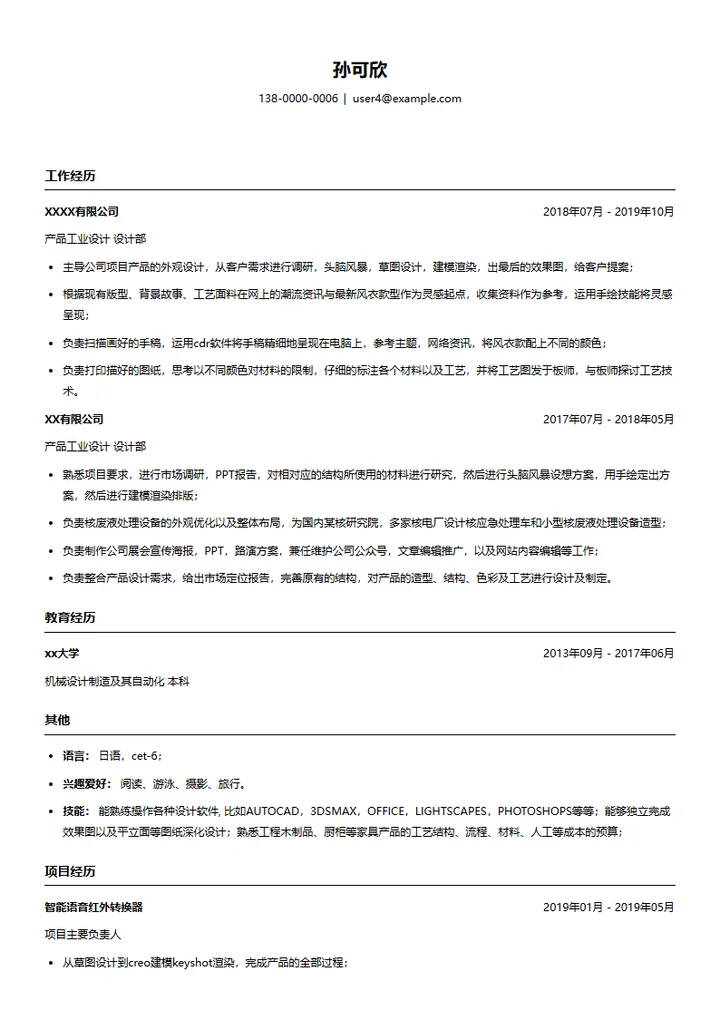 孙可欣
138-0000-0006 | user4@example.com
工作经历
XXXX有限公司 2018年07月 - 2019年10月
产品工业设计 设计部
• 主导公司项目产品的外观设计，从客户需求进行调研，头脑风暴，草图设计，建模渲染，出最后的效果图，给客户提案；
• 根据现有版型、背景故事、工艺面料在网上的潮流资讯与最新风衣款型作为灵感起点，收集资料作为参考，运用手绘技能将灵感
呈现；
• 负责扫描画好的手稿，运用cdr软件将手稿精细地呈现在电脑上，参考主题，网络资讯，将风衣款配上不同的颜色；
• 负责打印描好的图纸，思考以不同颜色对材料的限制，仔细的标注各个材料以及工艺，并将工艺图发于板师，与板师探讨工艺技
术。
XX有限公司 2017年07月 - 2018年05月
产品工业设计 设计部
• 熟悉项目要求，进行市场调研，PPT报告，对相对应的结构所使用的材料进行研究，然后进行头脑风暴设想方案，用手绘定出方
案，然后进行建模渲染排版；
• 负责核废液处理设备的外观优化以及整体布局，为国内某核研究院，多家核电厂设计核应急处理车和小型核废液处理设备造型；
• 负责制作公司展会宣传海报，PPT，路演方案，兼任维护公司公众号，文章编辑推广，以及网站内容编辑等工作；
• 负责整合产品设计需求，给出市场定位报告，完善原有的结构，对产品的造型、结构、色彩及工艺进行设计及制定。
教育经历
xx大学 2013年09月 - 2017年06月
机械设计制造及其自动化 本科
其他
• 语言： 日语，cet-6；
• 兴趣爱好： 阅读、游泳、摄影、旅行。
• 技能： 能熟练操作各种设计软件, 比如AUTOCAD，3DSMAX，OFFICE，LIGHTSCAPES，PHOTOSHOPS等等；能够独立完成
效果图以及平立面等图纸深化设计；熟悉工程木制品、厨柜等家具产品的工艺结构、流程、材料、人工等成本的预算；
项目经历
智能语音红外转换器 2019年01月 - 2019年05月
项目主要负责人
• 从草图设计到creo建模keyshot渲染，完成产品的全部过程；